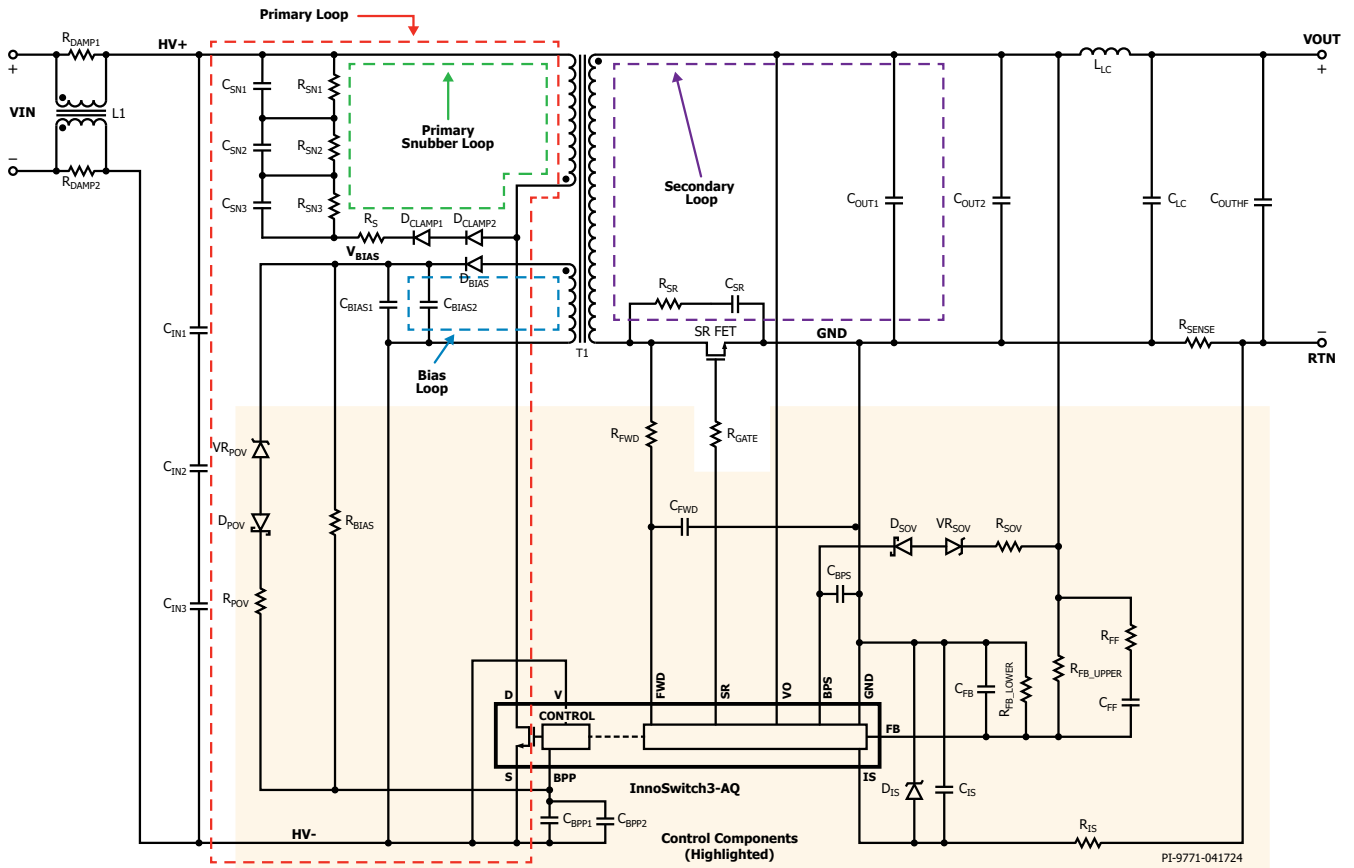 Primary Loop
R_DAMP1
HV+
VOUT
+
+
L_LC
C_SN1
R_SN1
VIN
L1
Primary
Snubber Loop
C_SN2
R_SN2
Secondary
Loop
–
R_DAMP2
C_SN3
R_SN3
C_OUT1
C_OUT2
C_LC
C_OUTHF
R_S
D_CLAMP1
D_CLAMP2
V_BIAS
D_BIAS
R_SR
C_SR
C_BIAS1
C_BIAS2
C_IN1
SR FET
GND
R_SENSE
–
T1
RTN
Bias
Loop
R_FWD
R_GATE
VR_POV
C_IN2
C_FWD
D_POV
R_BIAS
D_SOV
VR_SOV
R_SOV
C_BPS
R_POV
C_IN3
R_FF
R_FB_UPPER
C_FB
R_FB_LOWER
C_FF
D
V
FWD
SR
VO
BPS
GND
CONTROL
FB
S
BPP
IS
InnoSwitch3-AQ
D_IS
C_IS
C_BPP1
C_BPP2
HV-
Control Components
(Highlighted)
R_IS
PI-9771-041724